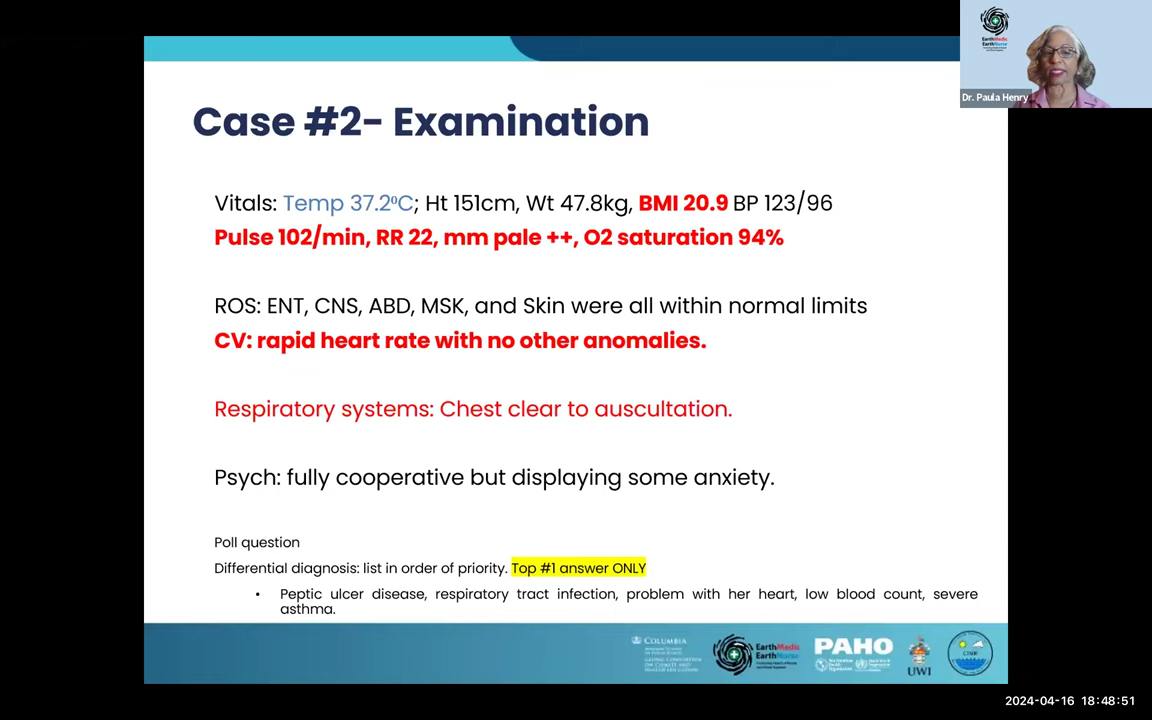 EarthMedic
EarthNurse
Dr. Paula Henry
Case #2- Examination
Vitals: Temp 37.2⁰C; Ht 151cm, Wt 47.8kg, BMI 20.9 BP 123/96
Pulse 102/min, RR 22, mm pale ++, O2 saturation 94%
ROS: ENT, CNS, ABD, MSK, and Skin were all within normal limits
CV: rapid heart rate with no other anomalies.
Respiratory systems: Chest clear to auscultation.
Psych: fully cooperative but displaying some anxiety.
Poll question
Differential diagnosis: list in order of priority. Top #1 answer ONLY
• Peptic ulcer disease, respiratory tract infection, problem with her heart, low blood count, severe
asthma.
COLUMBIA
EarthMedic
EarthNurse
PAHO
UWI
2024-04-16 18:48:51